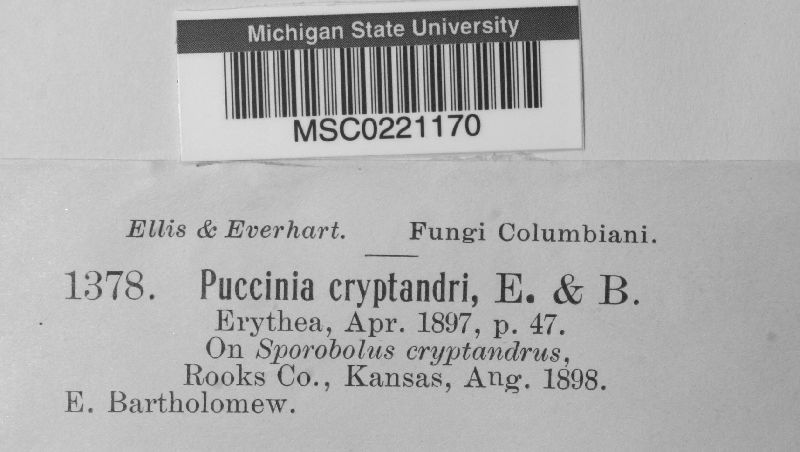 Michigan State University
MSC0221170
Ellis & Everhart. Fungi Columbiani.
1378. Puccinia cryptandri, E. & B.
Erythea, Apr. 1897, p. 47.
On Sporobolus cryptandrus,
Rooks Co., Kansas, Aug. 1898.
E. Bartholomew.